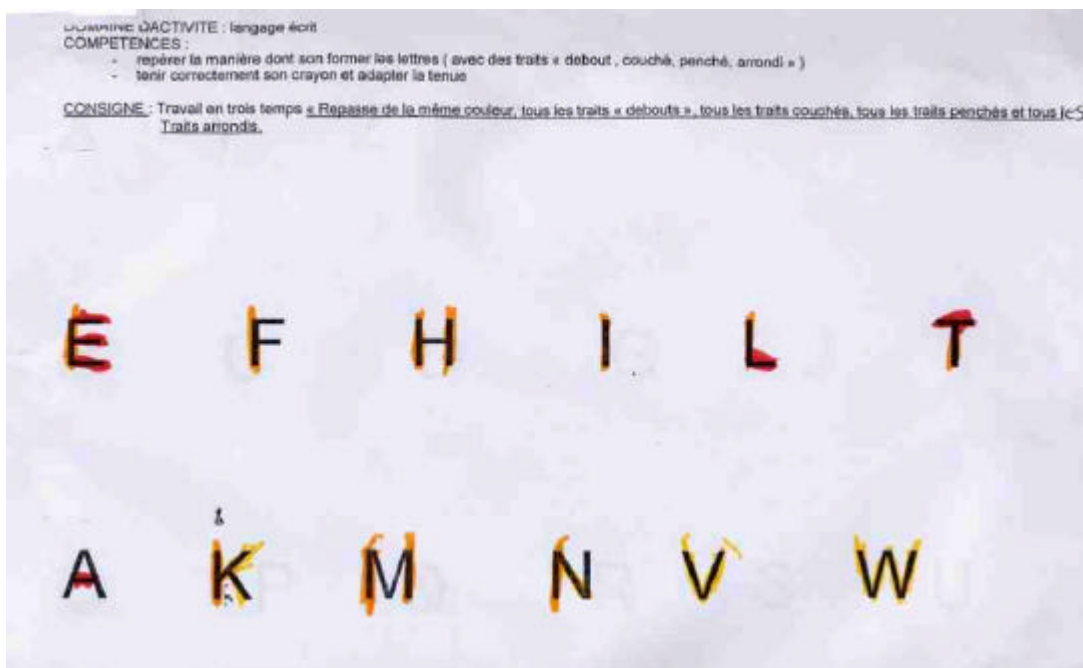 DOMAINE DACTIVITE : langage écrit
COMPETENCES :
- repérer la manière dont son former les lettres ( avec des traits « debout , couché, penché, arrondi » )
- tenir correctement son crayon et adapter la tenue
CONSIGNE : Travail en trois temps « Repasse de la même couleur, tous les traits « debouts », tous les traits couchés, tous les traits penchés et tous les
Traits arrondis.
E F H I L T
A K M N V W